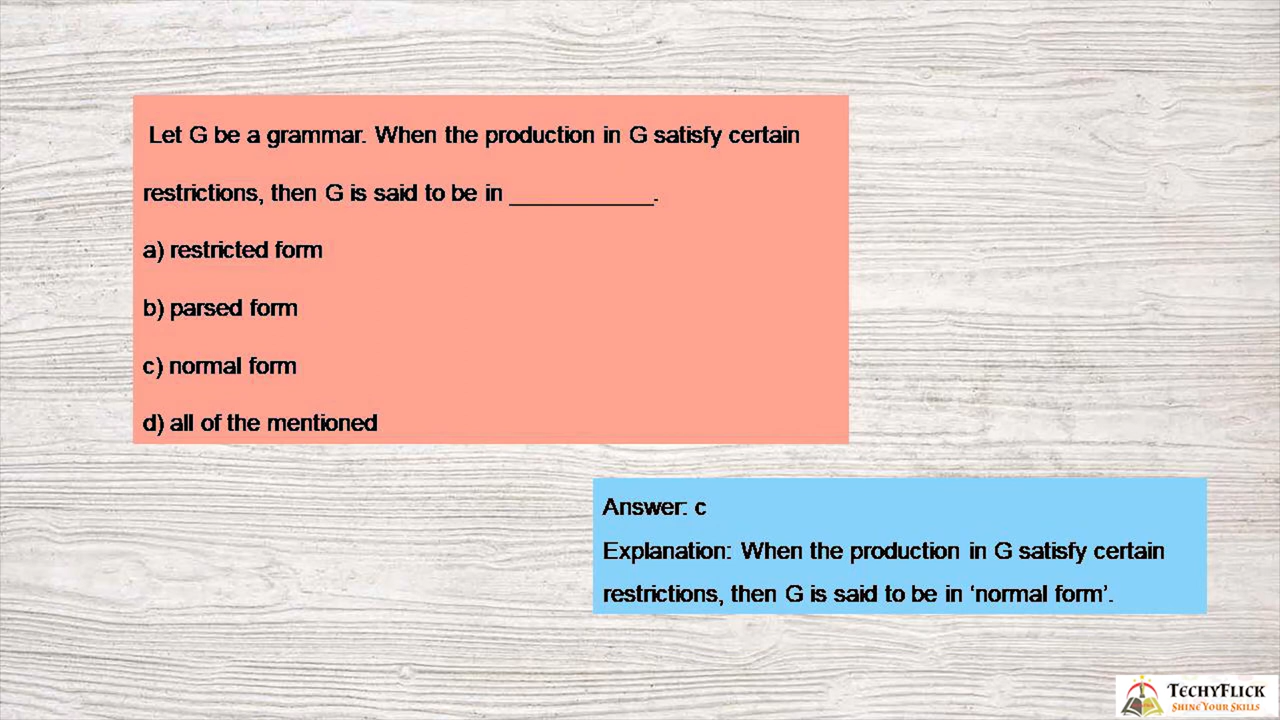 Let G be a grammar. When the production in G satisfy certain
restrictions, then G is said to be in ____________.
a) restricted form
b) parsed form
c) normal form
d) all of the mentioned
Answer: c
Explanation: When the production in G satisfy certain
restrictions, then G is said to be in ‘normal form’.
TECHYFLICK
SHINE YOUR SKILLS